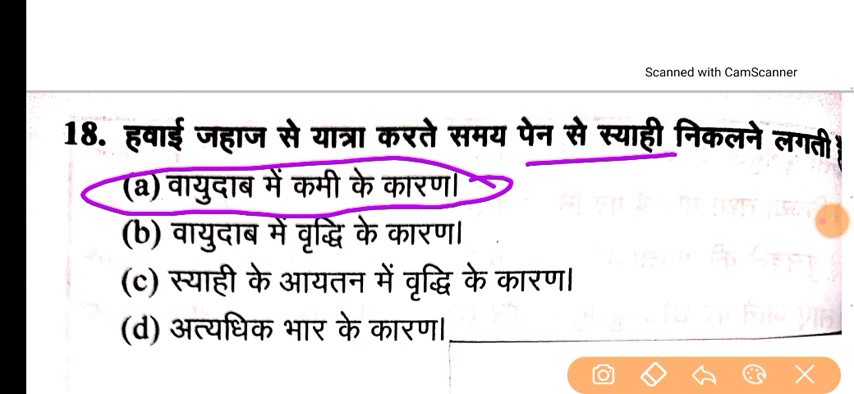 Scanned with CamScanner
18. हवाई जहाज से यात्रा करते समय पेन से स्याही निकलने लगती है
(a) वायुदाब में कमी के कारण।
(b) वायुदाब में वृद्धि के कारण।
(c) स्याही के आयतन में वृद्धि के कारण।
(d) अत्यधिक भार के कारण।